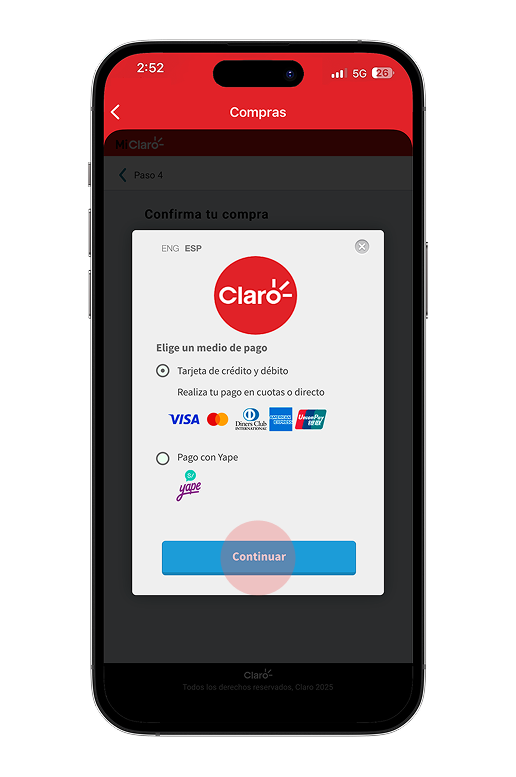 2:52
5G 26
Compras
Mi Claro
Paso 4
Confirma tu compra
ENG ESP
Claro
Elige un medio de pago
Tarjeta de crédito y débito
Realiza tu pago en cuotas o directo
VISA Diners Club INTERNATIONAL AMERICAN EXPRESS UnionPay 银联
Pago con Yape
S/
yape
Continuar
Claro
Todos los derechos reservados, Claro 2025